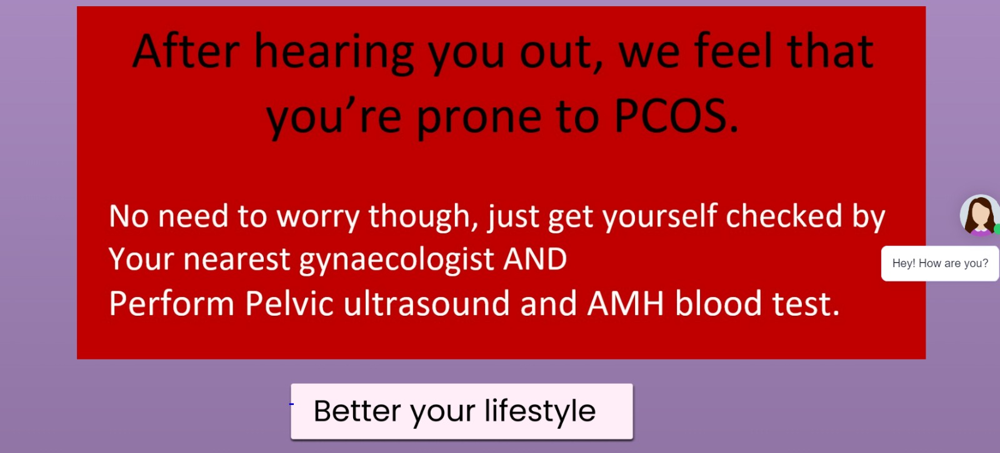 After hearing you out, we feel that
you’re prone to PCOS.
No need to worry though, just get yourself checked by
Your nearest gynaecologist AND
Perform Pelvic ultrasound and AMH blood test.
Hey! How are you?
Better your lifestyle